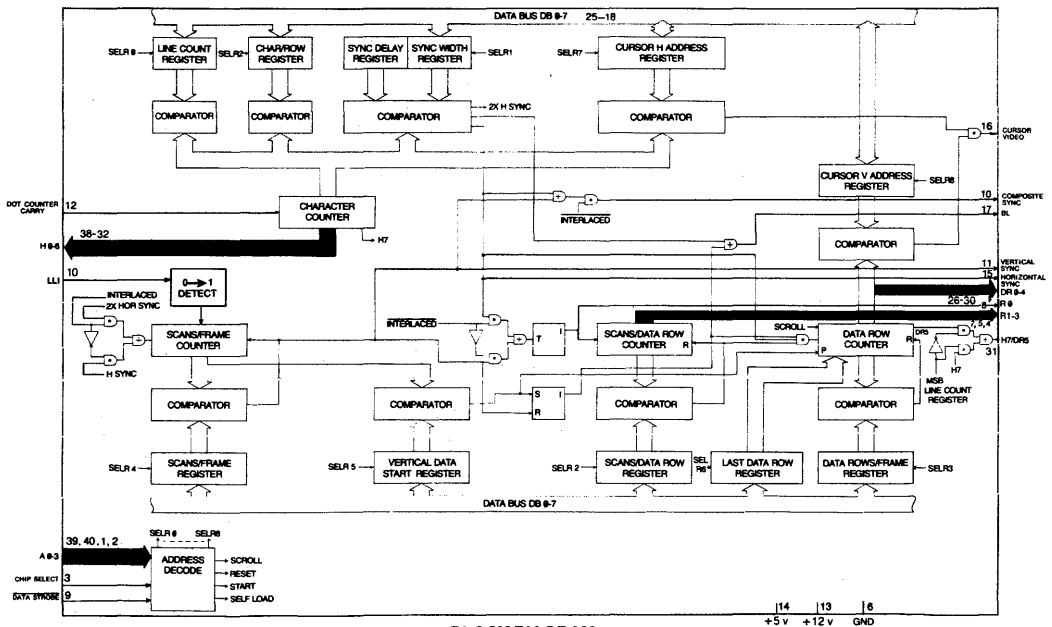 DATA BUS DB 0-7 25-18
SELR 0
LINE COUNT REGISTER
SELR2
CHAR/ROW REGISTER
SYNC DELAY REGISTER
SYNC WIDTH REGISTER
SELR1
SELR7
CURSOR H ADDRESS REGISTER
COMPARATOR
COMPARATOR
COMPARATOR
2X H SYNC
COMPARATOR
16 CURSOR VIDEO
CURSOR V ADDRESS REGISTER
SELR8
DOT COUNTER CARRY
12
CHARACTER COUNTER
H7
INTERLACED
10 COMPOSITE SYNC
17 BL
38-32
H 0-6
COMPARATOR
11 VERTICAL SYNC
15 HORIZONTAL SYNC
LLI
10
0→1 DETECT
DR 0-4
26-30
8 R 0
R1-3
7, 5, 4
INTERLACED
2X HOR SYNC
H SYNC
SCANS/FRAME COUNTER
INTERLACED
T
I
SCANS/DATA ROW COUNTER
R
SCROLL
P
DATA ROW COUNTER
R
DR5
H7/DR5
31
H7
MSB LINE COUNT REGISTER
COMPARATOR
COMPARATOR
S
I
R
COMPARATOR
COMPARATOR
SELR 4
SCANS/FRAME REGISTER
SELR 5
VERTICAL DATA START REGISTER
SELR 2
SCANS/DATA ROW REGISTER
SEL R6
LAST DATA ROW REGISTER
DATA ROWS/FRAME REGISTER
SELR3
DATA BUS DB 0-7
SELR 0
SELR8
39, 40, 1, 2
A 0-3
ADDRESS DECODE
SCROLL
RESET
START
SELF LOAD
CHIP SELECT
3
DATA STROBE
9
14
13
6
+5 v
+12 v
GND